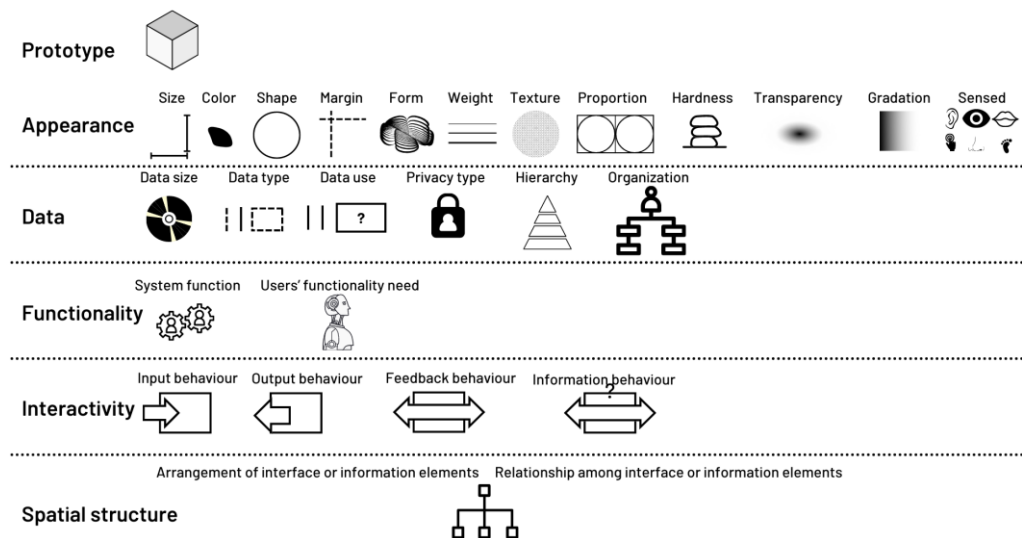 Prototype
Size Color Shape Margin Form Weight Texture Proportion Hardness Transparency Gradation Sensed
Appearance
Data size Data type Data use Privacy type Hierarchy Organization
Data
?
System function Users' functionality need
Functionality
Input behaviour Output behaviour Feedback behaviour Information behaviour
?
Interactivity
Arrangement of interface or information elements Relationship among interface or information elements
Spatial structure